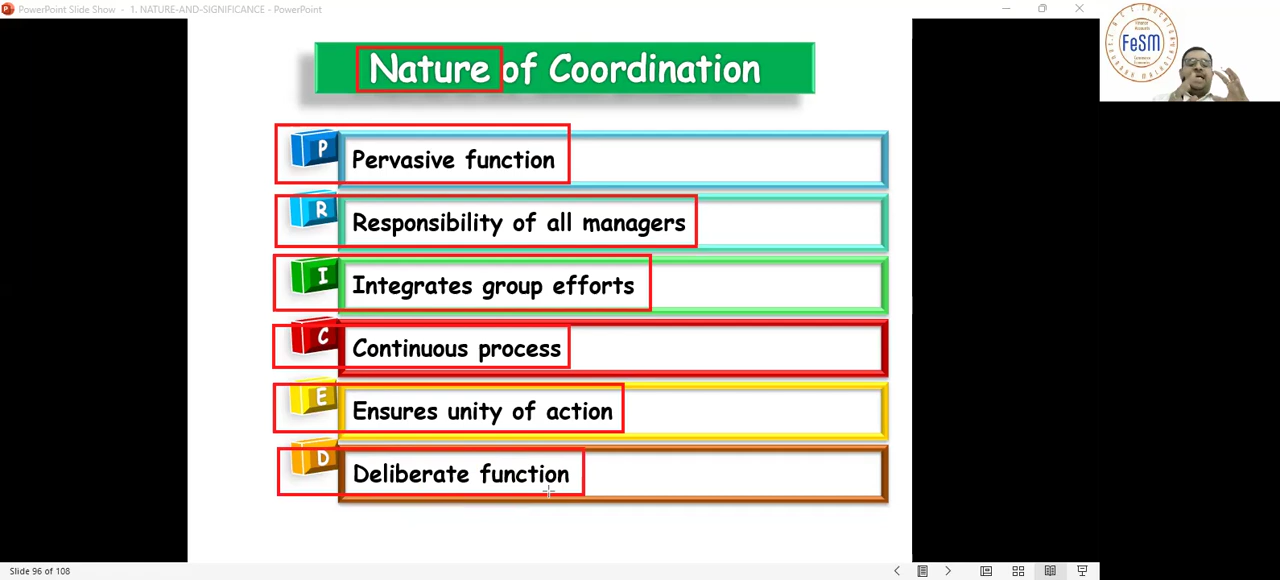 PowerPoint Slide Show - 1. NATURE-AND-SIGNIFICANCE - PowerPoint
FeSM
Nature of Coordination
P Pervasive function
R Responsibility of all managers
I Integrates group efforts
C Continuous process
E Ensures unity of action
D Deliberate function
Slide 96 of 108